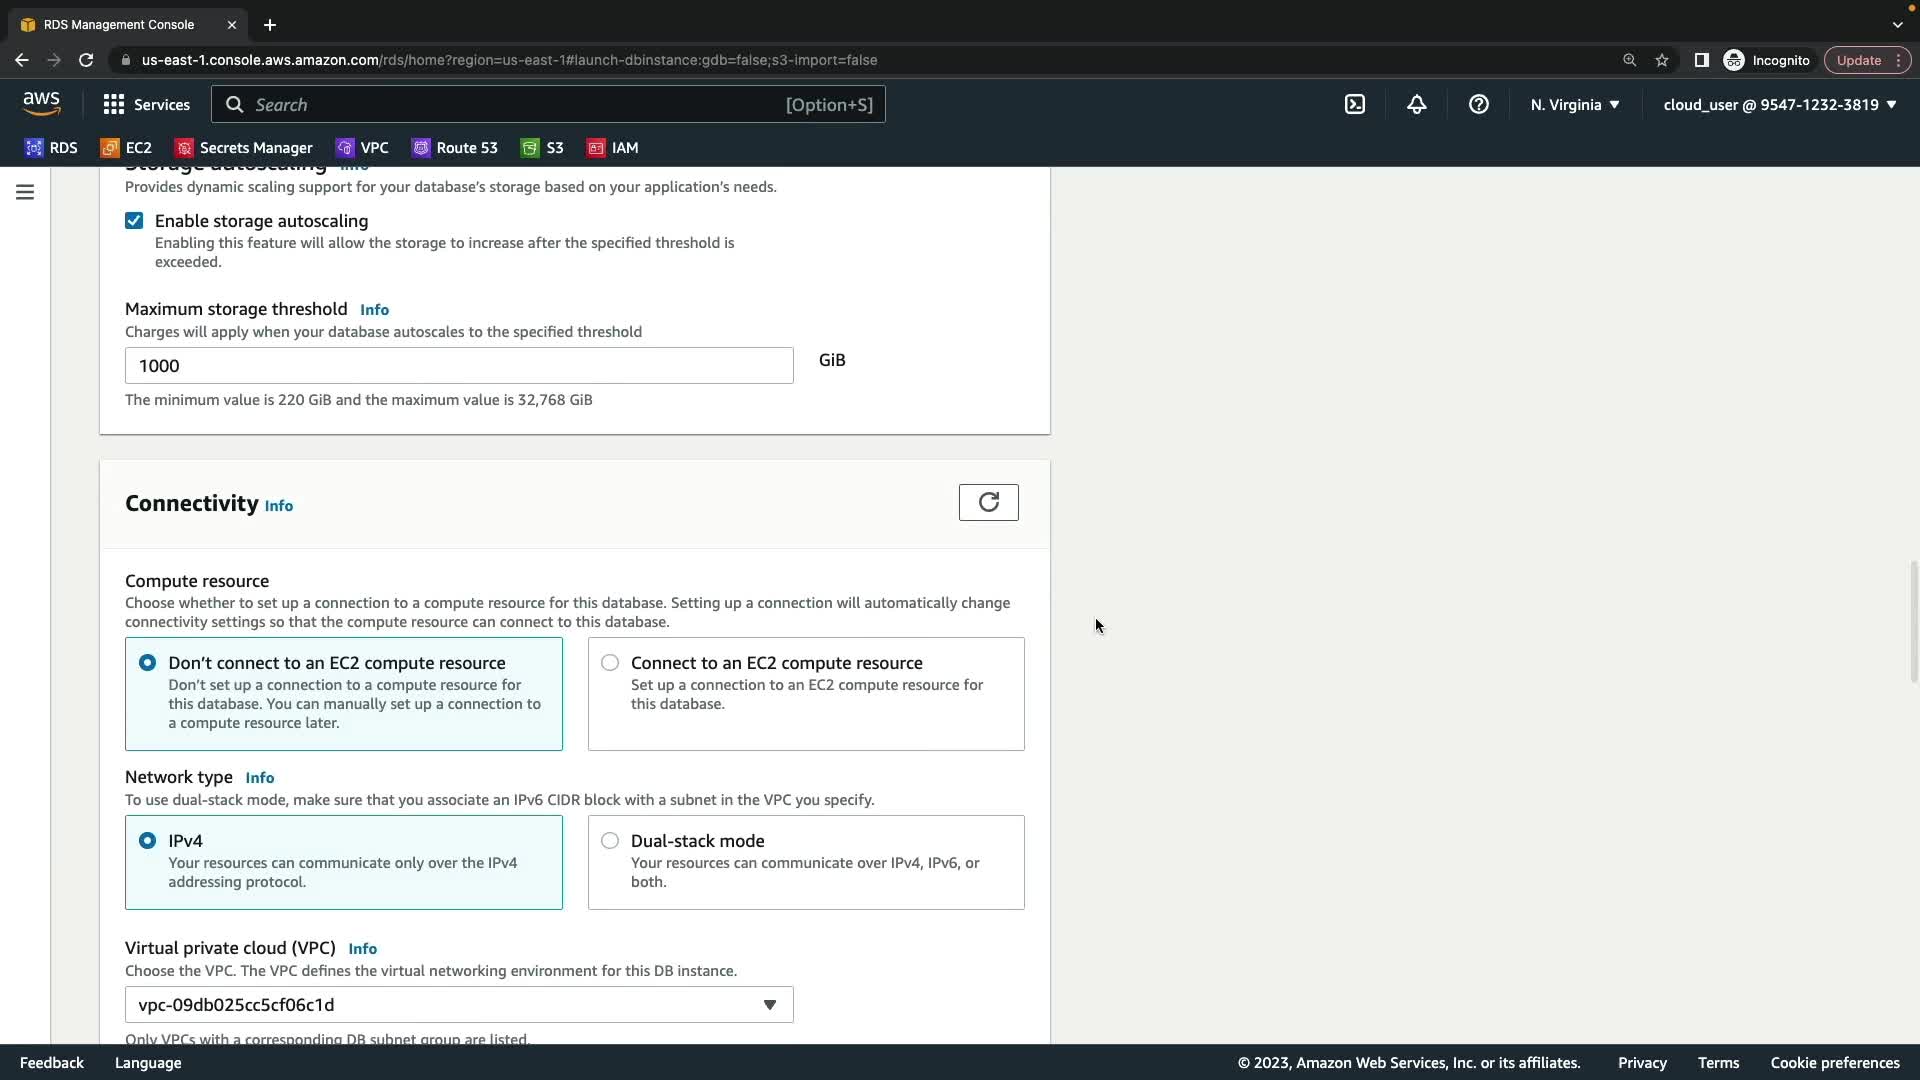 RDS Management Console
us-east-1.console.aws.amazon.com/rds/home?region=us-east-1#launch-dbinstance:gdb=false;s3-import=false
Incognito
Update
aws
Services
Search
[Option+S]
N. Virginia
cloud_user @ 9547-1232-3819
RDS
EC2
Secrets Manager
VPC
Route 53
S3
IAM
Storage autoscaling Info
Provides dynamic scaling support for your database's storage based on your application's needs.
Enable storage autoscaling
Enabling this feature will allow the storage to increase after the specified threshold is
exceeded.
Maximum storage threshold Info
Charges will apply when your database autoscales to the specified threshold
1000
GiB
The minimum value is 220 GiB and the maximum value is 32,768 GiB
Connectivity Info
Compute resource
Choose whether to set up a connection to a compute resource for this database. Setting up a connection will automatically change
connectivity settings so that the compute resource can connect to this database.
Don't connect to an EC2 compute resource
Don't set up a connection to a compute resource for
this database. You can manually set up a connection to
a compute resource later.
Connect to an EC2 compute resource
Set up a connection to an EC2 compute resource for
this database.
Network type Info
To use dual-stack mode, make sure that you associate an IPv6 CIDR block with a subnet in the VPC you specify.
IPv4
Your resources can communicate only over the IPv4
addressing protocol.
Dual-stack mode
Your resources can communicate over IPv4, IPv6, or
both.
Virtual private cloud (VPC) Info
Choose the VPC. The VPC defines the virtual networking environment for this DB instance.
vpc-09db025cc5cf06c1d
Only VPCs with a corresponding DB subnet group are listed.
Feedback
Language
© 2023, Amazon Web Services, Inc. or its affiliates.
Privacy
Terms
Cookie preferences